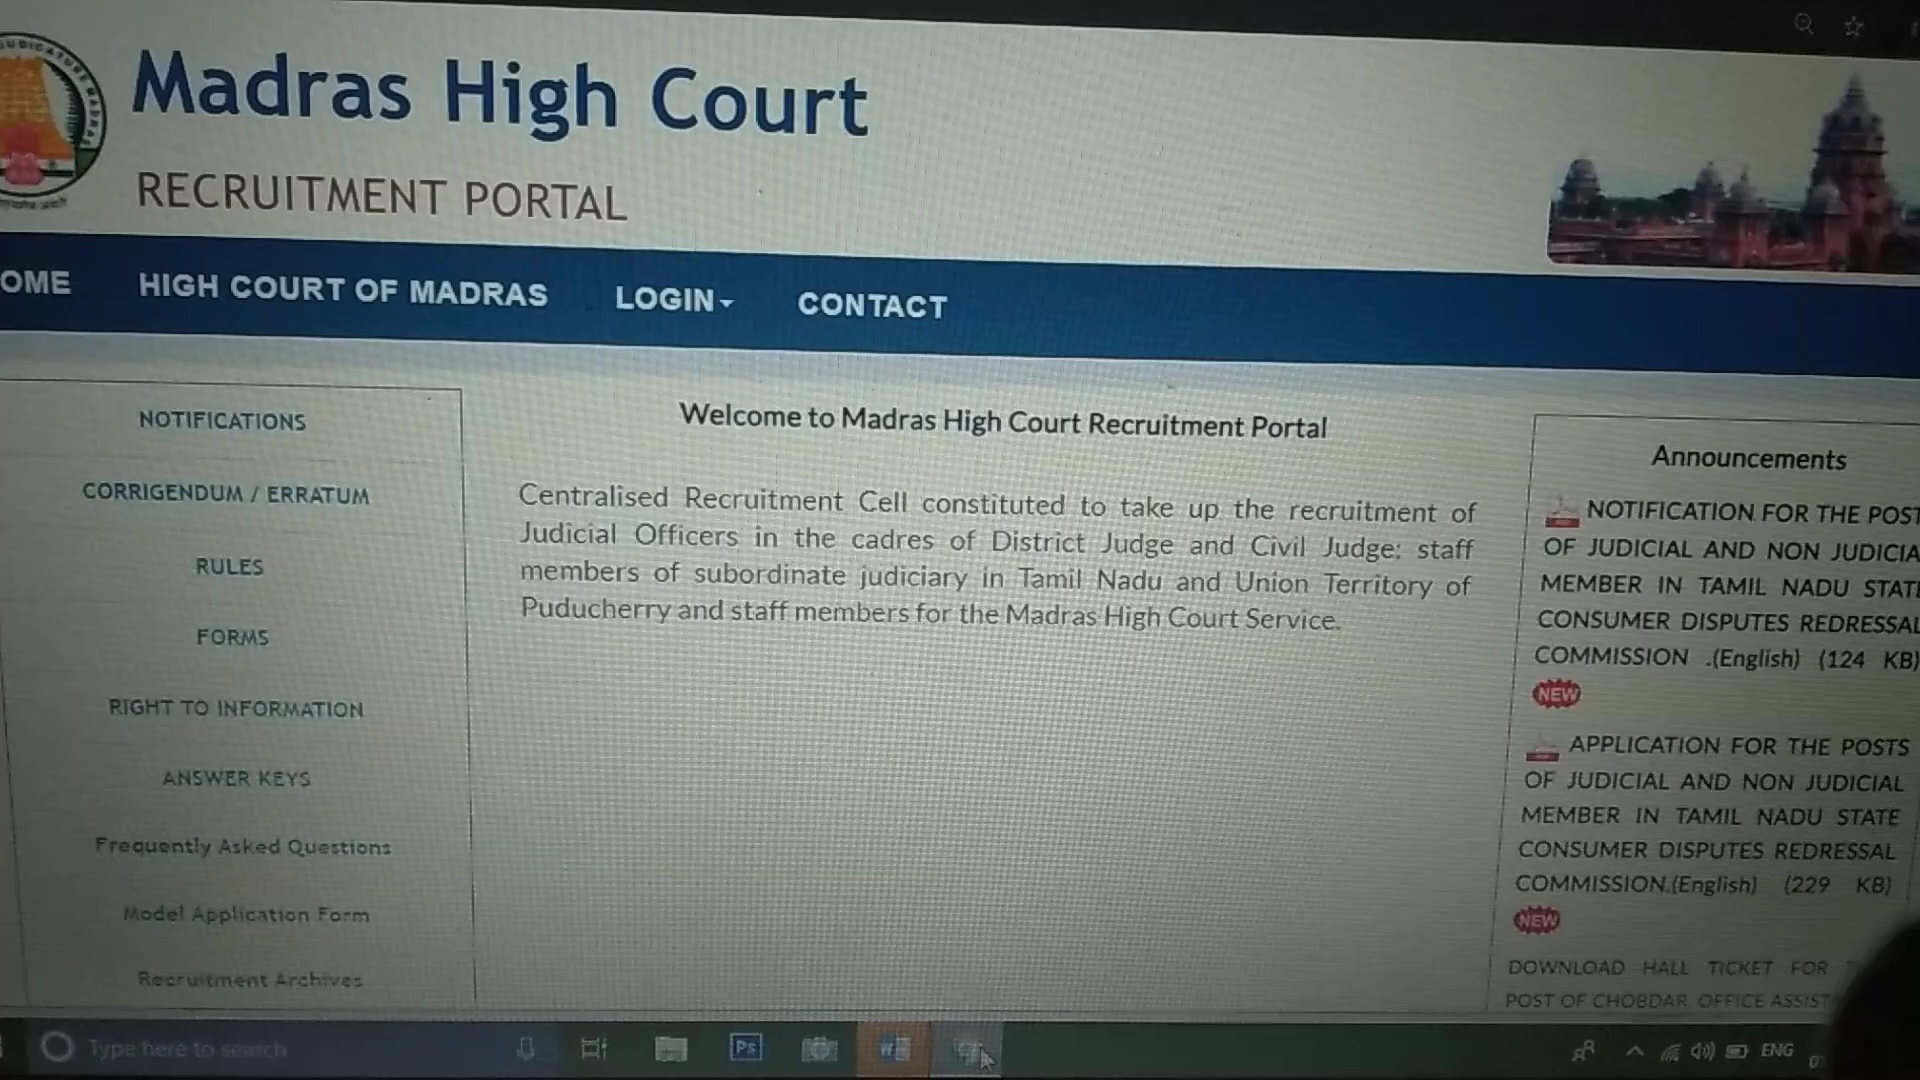 Madras High Court
RECRUITMENT PORTAL
OME
HIGH COURT OF MADRAS
LOGIN
CONTACT
NOTIFICATIONS
CORRIGENDUM / ERRATUM
RULES
FORMS
RIGHT TO INFORMATION
ANSWER KEYS
Frequently Asked Questions
Model Application Form
Recruitment Archives
Welcome to Madras High Court Recruitment Portal
Centralised Recruitment Cell constituted to take up the recruitment of
Judicial Officers in the cadres of District Judge and Civil Judge; staff
members of subordinate judiciary in Tamil Nadu and Union Territory of
Puducherry and staff members for the Madras High Court Service.
Announcements
NOTIFICATION FOR THE POST
OF JUDICIAL AND NON JUDICIA
MEMBER IN TAMIL NADU STATE
CONSUMER DISPUTES REDRESSAL
COMMISSION .(English) (124 KB)
NEW
APPLICATION FOR THE POSTS
OF JUDICIAL AND NON JUDICIAL
MEMBER IN TAMIL NADU STATE
CONSUMER DISPUTES REDRESSAL
COMMISSION.(English) (229 KB)
NEW
DOWNLOAD HALL TICKET FOR
POST OF CHOBDAR, OFFICE ASSIST
Type here to search
Ps
W
ENG